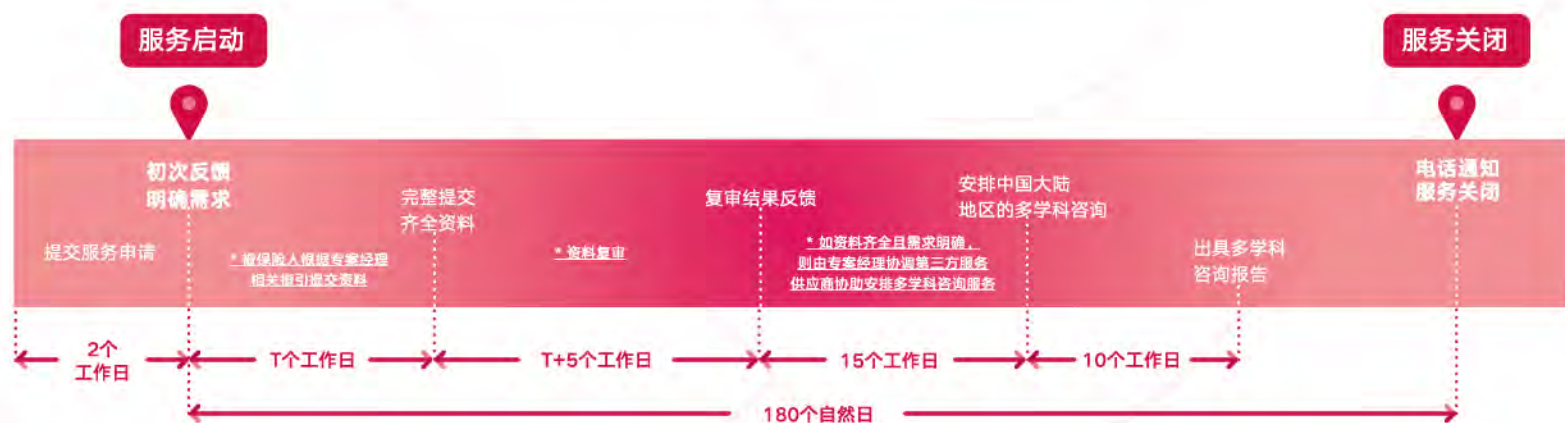 服务启动
服务关闭
初次反馈
明确需求
电话通知
服务关闭
完整提交
齐全资料
复审结果反馈
安排中国大陆
地区的多学科咨询
提交服务申请
* 被保险人根据专案经理
相关指引提交资料
* 资料复审
* 如资料齐全且需求明确，
则由专案经理协调第三方服务
供应商协助安排多学科咨询服务
出具多学科
咨询报告
2个
工作日
T个工作日
T+5个工作日
15个工作日
10个工作日
180个自然日